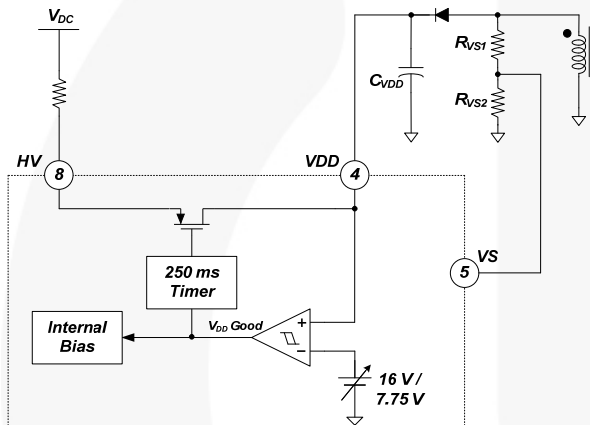 VDC
RVS1
CVDD
RVS2
HV
8
VDD
4
VS
5
250 ms
Timer
Internal
Bias
VDD Good
+
−
16 V /
7.75 V